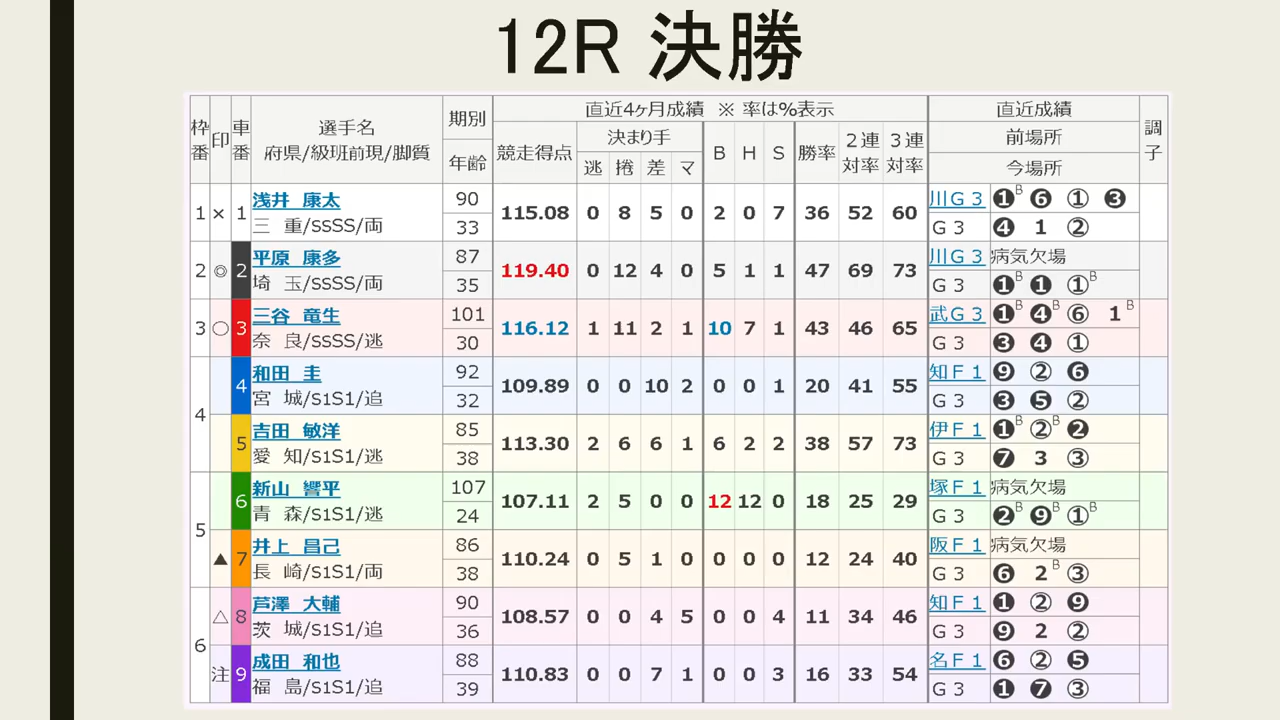 12R 決勝
枠番 印 車番 選手名 府県/級班前現/脚質 期別 年齢 直近4ヶ月成績 ※ 率は%表示 直近成績 調子
競走得点 決まり手 B H S 勝率 2連対率 3連対率 前場所
逃 捲 差 マ 今場所
1 × 1 浅井 康太 90 115.08 0 8 5 0 2 0 7 36 52 60 川G3 ❶B ❻ ① ❸
三 重/SSSS/両 33 G3 ❹ 1 ②
2 ◎ 2 平原 康多 87 119.40 0 12 4 0 5 1 1 47 69 73 川G3 病気欠場
埼 玉/SSSS/両 35 G3 ❶B ❶ ①B
3 ○ 3 三谷 竜生 101 116.12 1 11 2 1 10 7 1 43 46 65 武G3 ❶B ❹B ⑥ 1B
奈 良/SSSS/逃 30 G3 ❸ ❹ ①
4 4 和田 圭 92 109.89 0 0 10 2 0 0 1 20 41 55 知F1 ❾ ② ❻
宮 城/S1S1/追 32 G3 ❸ ❺ ②
5 吉田 敏洋 85 113.30 2 6 6 1 6 2 2 38 57 73 伊F1 ❶B ②B ❷
愛 知/S1S1/逃 38 G3 ❼ 3 ③
5 6 新山 響平 107 107.11 2 5 0 0 12 12 0 18 25 29 塚F1 病気欠場
青 森/S1S1/逃 24 G3 ❷B ❾B ①B
▲ 7 井上 昌己 86 110.24 0 5 1 0 0 0 0 12 24 40 阪F1 病気欠場
長 崎/S1S1/両 38 G3 ❻ 2B ③
6 △ 8 芦澤 大輔 90 108.57 0 0 4 5 0 0 4 11 34 46 知F1 ❶ ② ❾
茨 城/S1S1/追 36 G3 ❾ 2 ②
注 9 成田 和也 88 110.83 0 0 7 1 0 0 3 16 33 54 名F1 ❻ ② ❺
福 島/S1S1/追 39 G3 ❶ ❼ ③